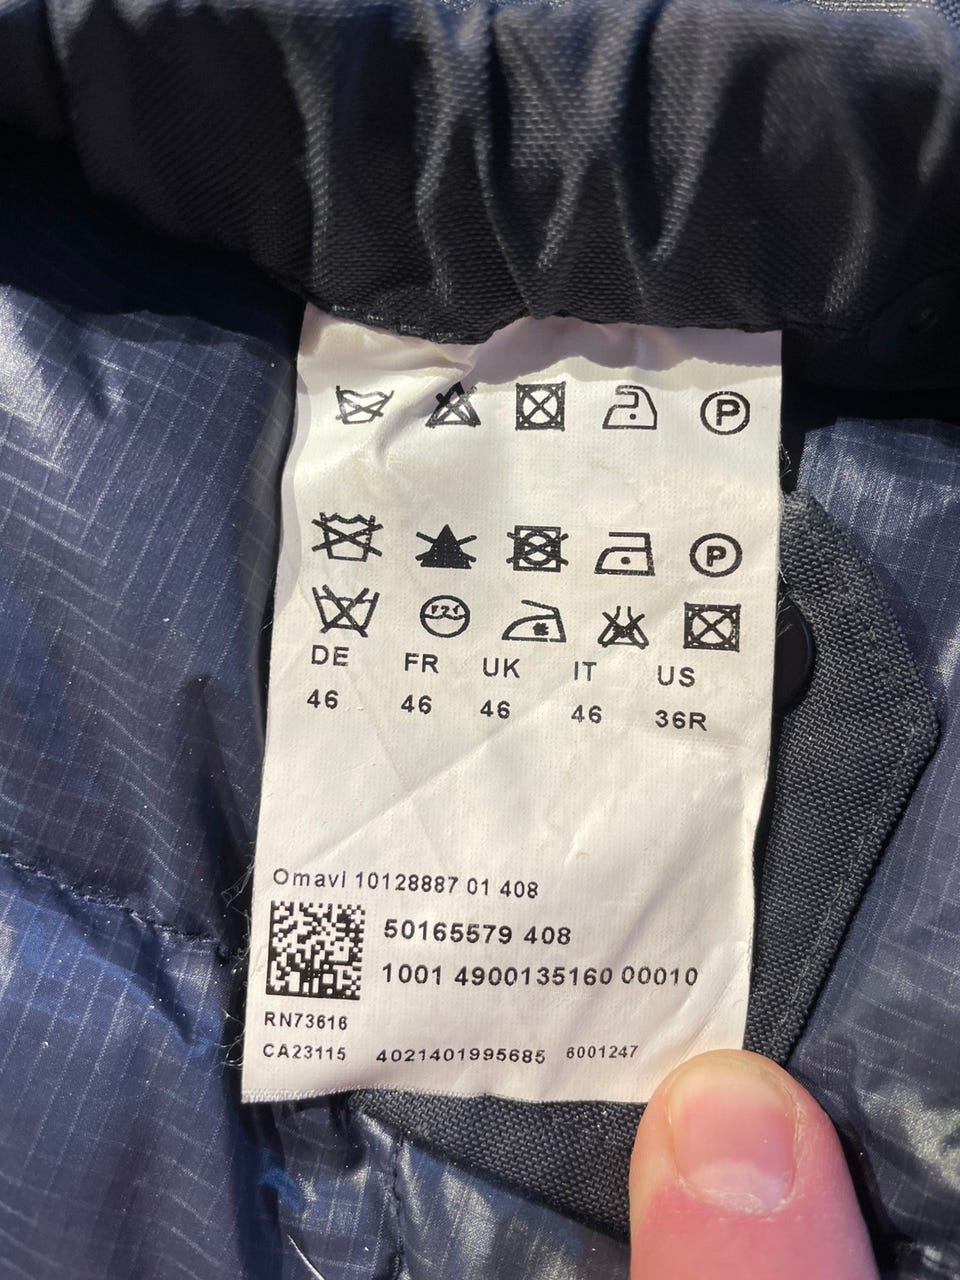 P
P
DE FR UK IT US
46 46 46 46 36R
Omavi 10128887 01 408
50165579 408
1001 4900135160 00010
RN73616
CA23115 4021401995685 6001247